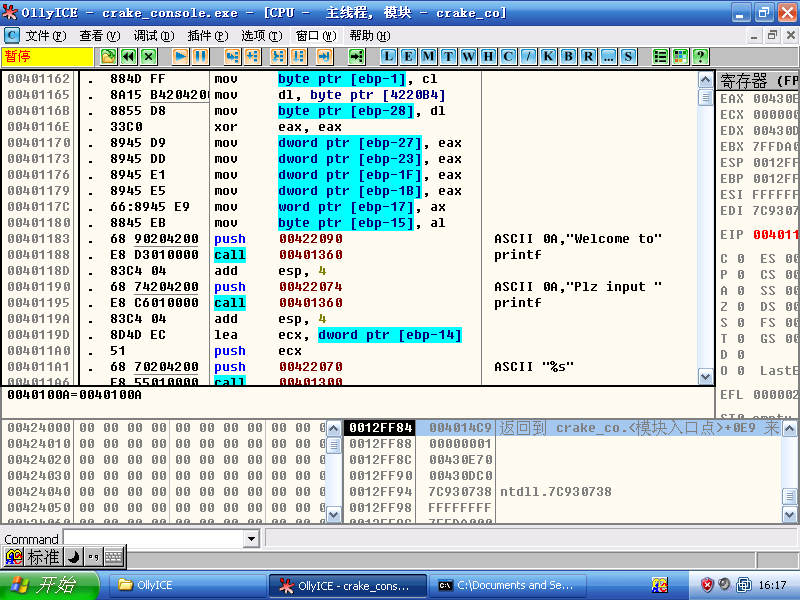 OllyICE - crake_console.exe - [CPU - 主线程, 模块 - crake_co]
C 文件(F) 查看(V) 调试(D) 插件(P) 选项(T) 窗口(W) 帮助(H)
暂停 L E M T W H C / K B R ... S ?
00401162 . 884D FF mov byte ptr [ebp-1], cl
00401165 . 8A15 B4204200 mov dl, byte ptr [4220B4]
0040116B . 8855 D8 mov byte ptr [ebp-28], dl
0040116E . 33C0 xor eax, eax
00401170 . 8945 D9 mov dword ptr [ebp-27], eax
00401173 . 8945 DD mov dword ptr [ebp-23], eax
00401176 . 8945 E1 mov dword ptr [ebp-1F], eax
00401179 . 8945 E5 mov dword ptr [ebp-1B], eax
0040117C . 66:8945 E9 mov word ptr [ebp-17], ax
00401180 . 8845 EB mov byte ptr [ebp-15], al
00401183 . 68 90204200 push 00422090 ASCII 0A,"Welcome to"
00401188 . E8 D3010000 call 00401360 printf
0040118D . 83C4 04 add esp, 4
00401190 . 68 74204200 push 00422074 ASCII 0A,"Plz input "
00401195 . E8 C6010000 call 00401360 printf
0040119A . 83C4 04 add esp, 4
0040119D . 8D4D EC lea ecx, dword ptr [ebp-14]
004011A0 . 51 push ecx
004011A1 . 68 70204200 push 00422070 ASCII "%s"
004011A6 . E8 55010000 call 00401300
0040100A=0040100A
寄存器 (FP
EAX 00430E
ECX 000000
EDX 00430D
EBX 7FFDA0
ESP 0012FF
EBP 0012FF
ESI FFFFFF
EDI 7C9307
EIP 004011
C 0 ES 00
P 0 CS 00
A 0 SS 00
Z 0 DS 00
S 0 FS 00
T 0 GS 00
D 0
O 0 LastE
EFL 000002
ST0 empty
00424000 00 00 00 00 00 00 00 00 00 00
00424010 00 00 00 00 00 00 00 00 00 00
00424020 00 00 00 00 00 00 00 00 00 00
00424030 00 00 00 00 00 00 00 00 00 00
00424040 00 00 00 00 00 00 00 00 00 00
00424050 00 00 00 00 00 00 00 00 00 00
00424060 00 00 00 00 00 00 00 00 00 00
0012FF84 004014C9 返回到 crake_co.<模块入口点>+0E9 来
0012FF88 00000001
0012FF8C 00430E70
0012FF90 00430DC0
0012FF94 7C930738 ntdll.7C930738
0012FF98 FFFFFFFF
0012FF9C 7FFDA000
Command
标准
开始 OllyICE OllyICE - crake_cons... C:\Documents and Se... 16:17